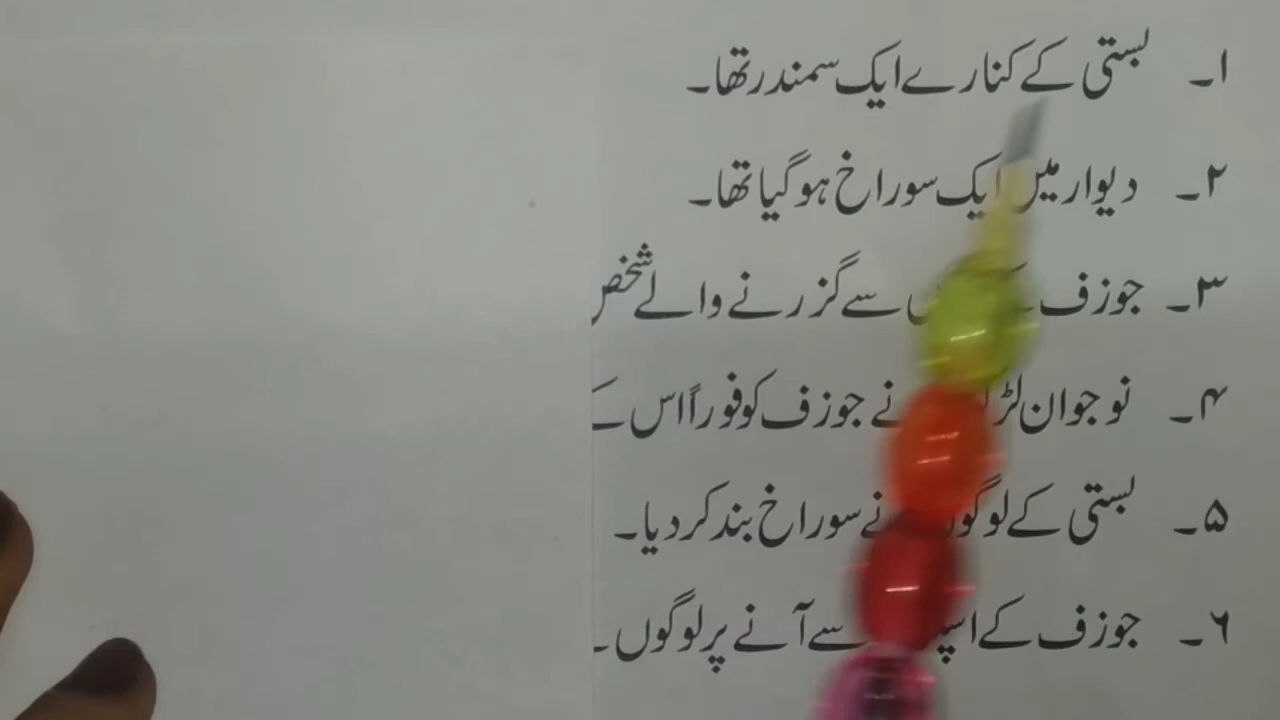 ۱۔ بستی کے کنارے ایک سمندر تھا۔
۲۔ دیوار میں ایک سوراخ ہو گیا تھا۔
۳۔ جوزف سے گزرنے والے شخص
۴۔ نوجوان نے جوزف کو فوراً اس کے
۵۔ بستی کے لوگوں نے سوراخ بند کر دیا۔
۶۔ جوزف کے سے آنے پر لوگوں